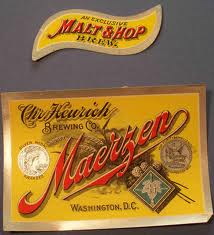 AN EXCLUSIVE
MALT & HOP
BREW
Chr. Heurich
BREWING CO.
Maerzen
WASHINGTON, D.C.